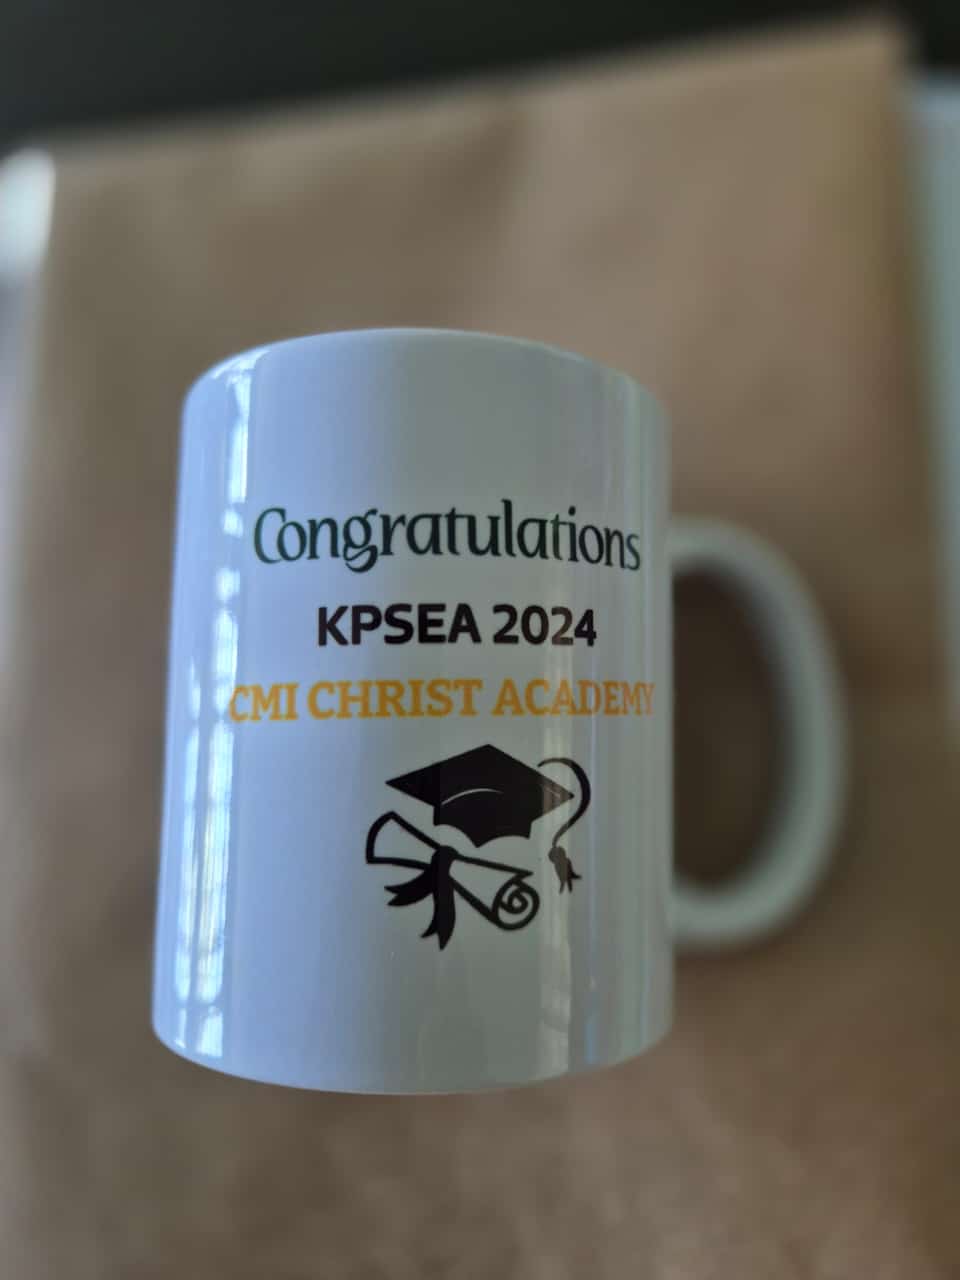 Congratulations
KPSEA 2024
CMI CHRIST ACADEMY